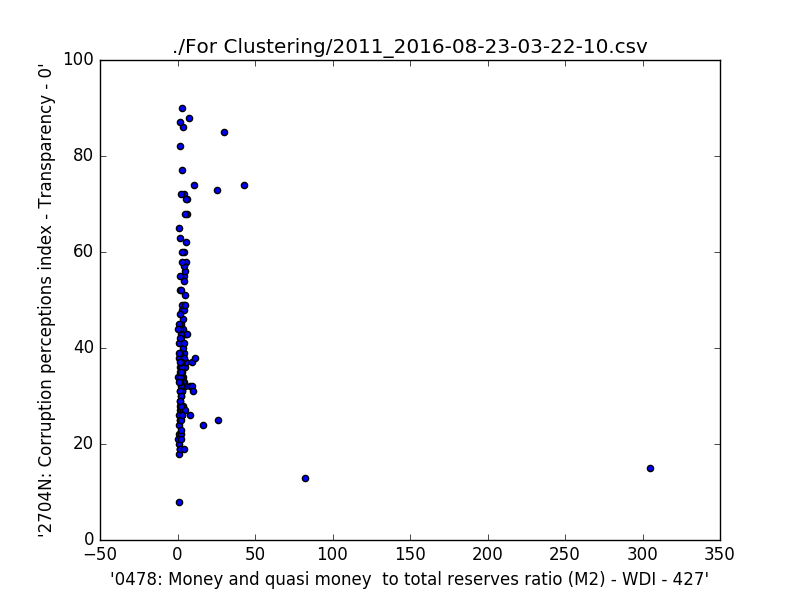 ./For Clustering/2011_2016-08-23-03-22-10.csv
100
80
60
40
20
0
'2704N: Corruption perceptions index - Transparency - 0'
−50 0 50 100 150 200 250 300 350
'0478: Money and quasi money  to total reserves ratio (M2) - WDI - 427'